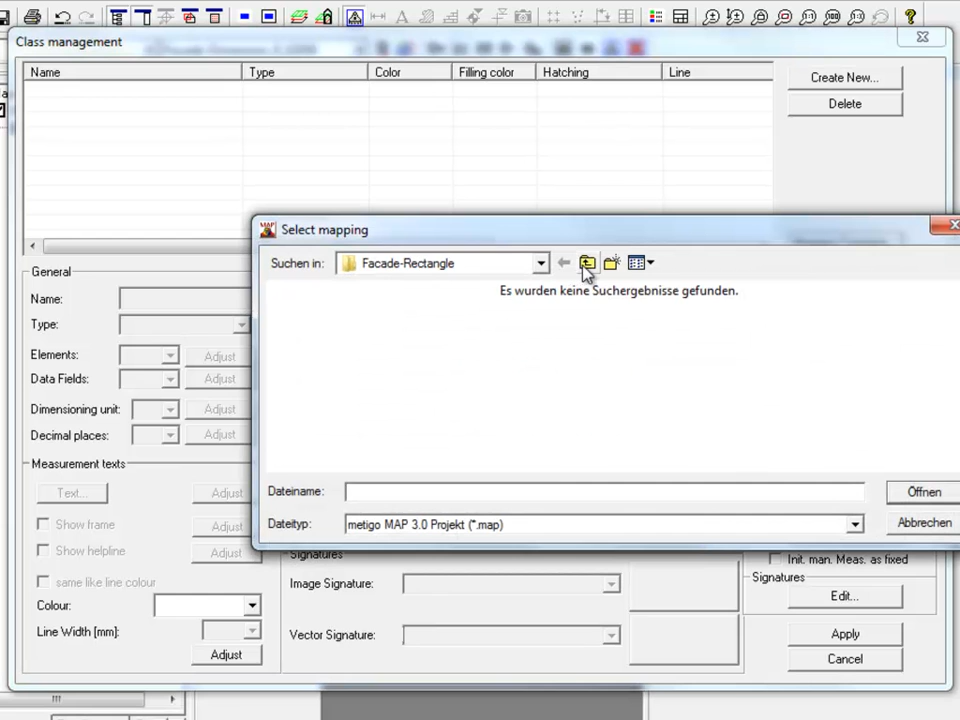 Class management
Name Type Color Filling color Hatching Line
Create New...
Delete
MAP Select mapping
Suchen in: Facade-Rectangle
Es wurden keine Suchergebnisse gefunden.
General
Name:
Type:
Elements: Adjust
Data Fields: Adjust
Dimensioning unit: Adjust
Decimal places: Adjust
Measurement texts
Text... Adjust
Dateiname: Öffnen
Dateityp: metigo MAP 3.0 Projekt (*.map) Abbrechen
Show frame Adjust
Show helpline Adjust
same like line colour
Colour:
Line Width [mm]:
Adjust
Signatures
Image Signature:
Vector Signature:
Init. man. Meas. as fixed
Signatures
Edit...
Apply
Cancel